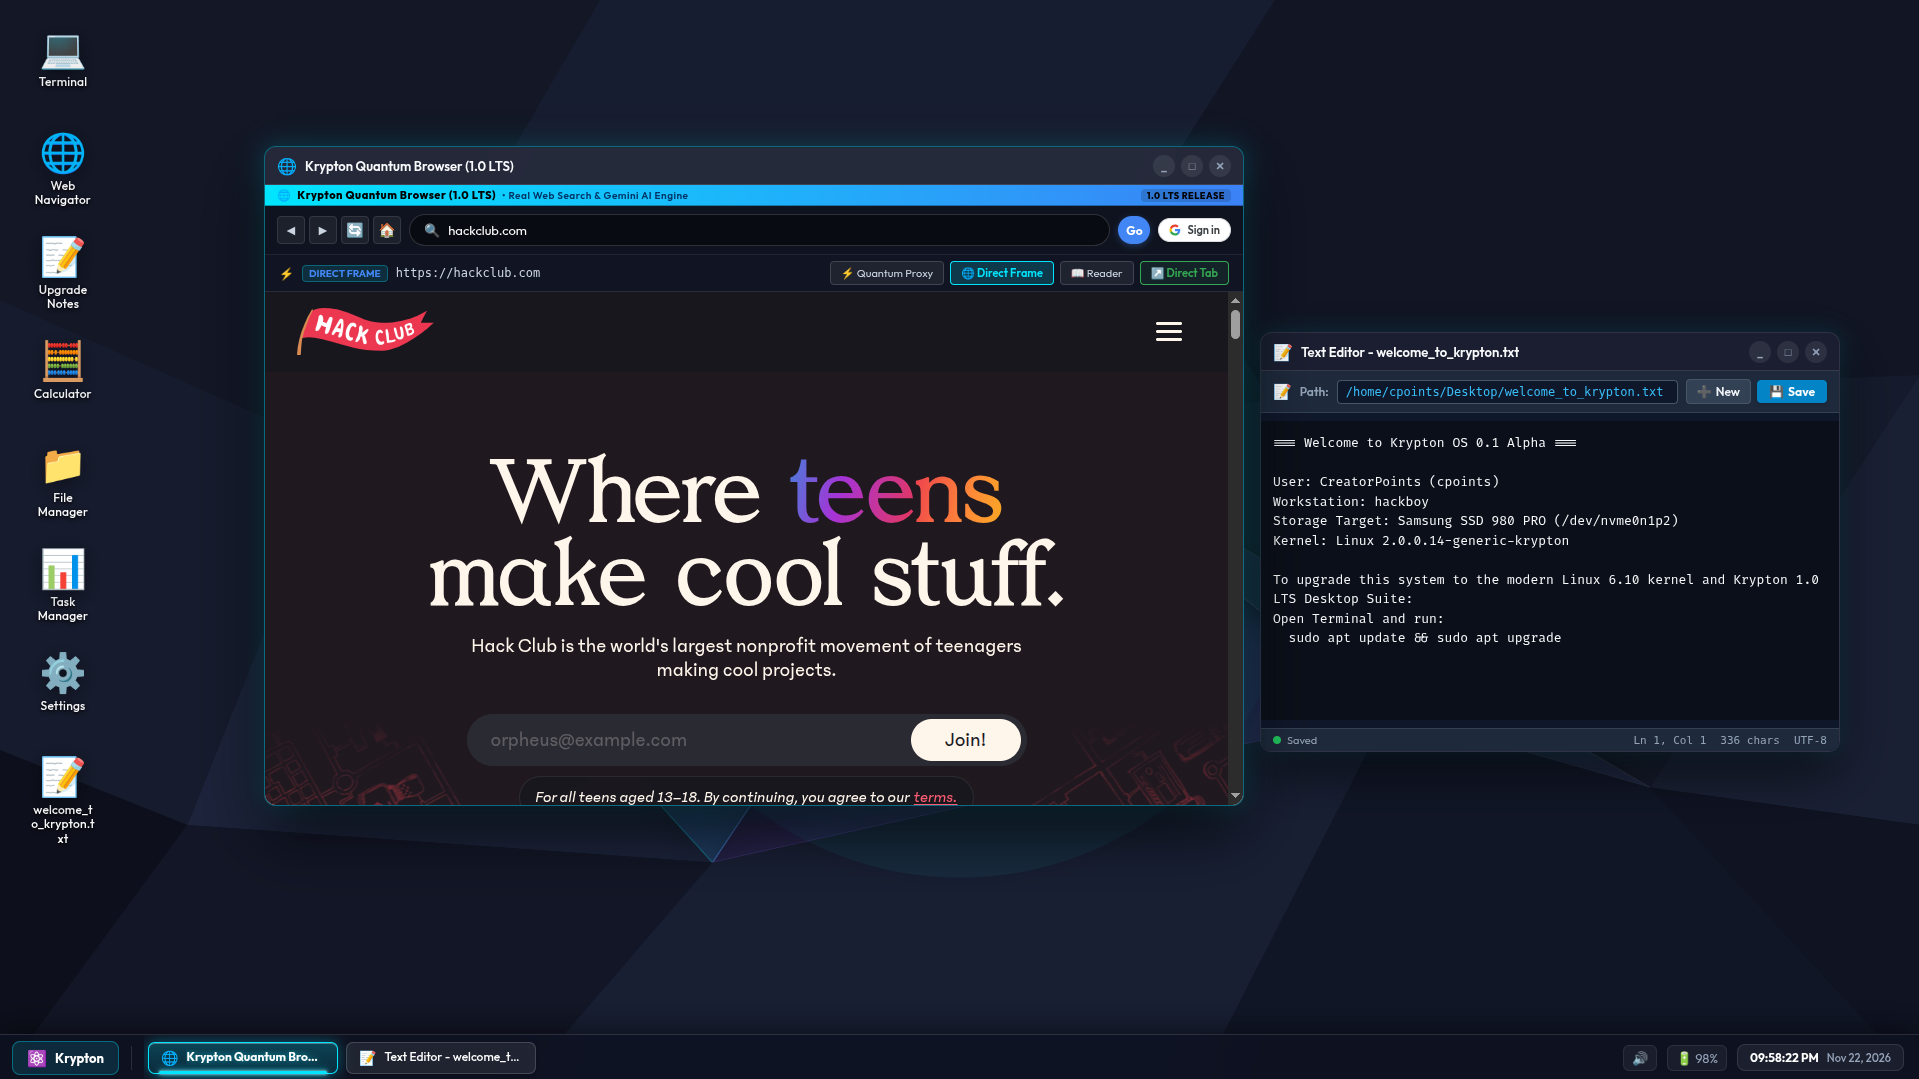 Terminal
Web
Navigator
Upgrade
Notes
Calculator
File
Manager
Task
Manager
Settings
welcome_t
o_krypton.t
xt
Krypton Quantum Browser (1.0 LTS)
Krypton Quantum Browser (1.0 LTS) • Real Web Search & Gemini AI Engine
1.0 LTS RELEASE
hackclub.com
Go
Sign in
DIRECT FRAME https://hackclub.com
Quantum Proxy
Direct Frame
Reader
Direct Tab
HACK CLUB
Where teens
make cool stuff.
Hack Club is the world's largest nonprofit movement of teenagers
making cool projects.
orpheus@example.com
Join!
For all teens aged 13–18. By continuing, you agree to our terms.
Text Editor - welcome_to_krypton.txt
Path: /home/cpoints/Desktop/welcome_to_krypton.txt
New
Save
=== Welcome to Krypton OS 0.1 Alpha ===
User: CreatorPoints (cpoints)
Workstation: hackboy
Storage Target: Samsung SSD 980 PRO (/dev/nvme0n1p2)
Kernel: Linux 2.0.0.14-generic-krypton
To upgrade this system to the modern Linux 6.10 kernel and Krypton 1.0
LTS Desktop Suite:
Open Terminal and run:
sudo apt update && sudo apt upgrade
Saved
Ln 1, Col 1 336 chars UTF-8
Krypton
Krypton Quantum Bro...
Text Editor - welcome_t...
98%
09:58:22 PM Nov 22, 2026